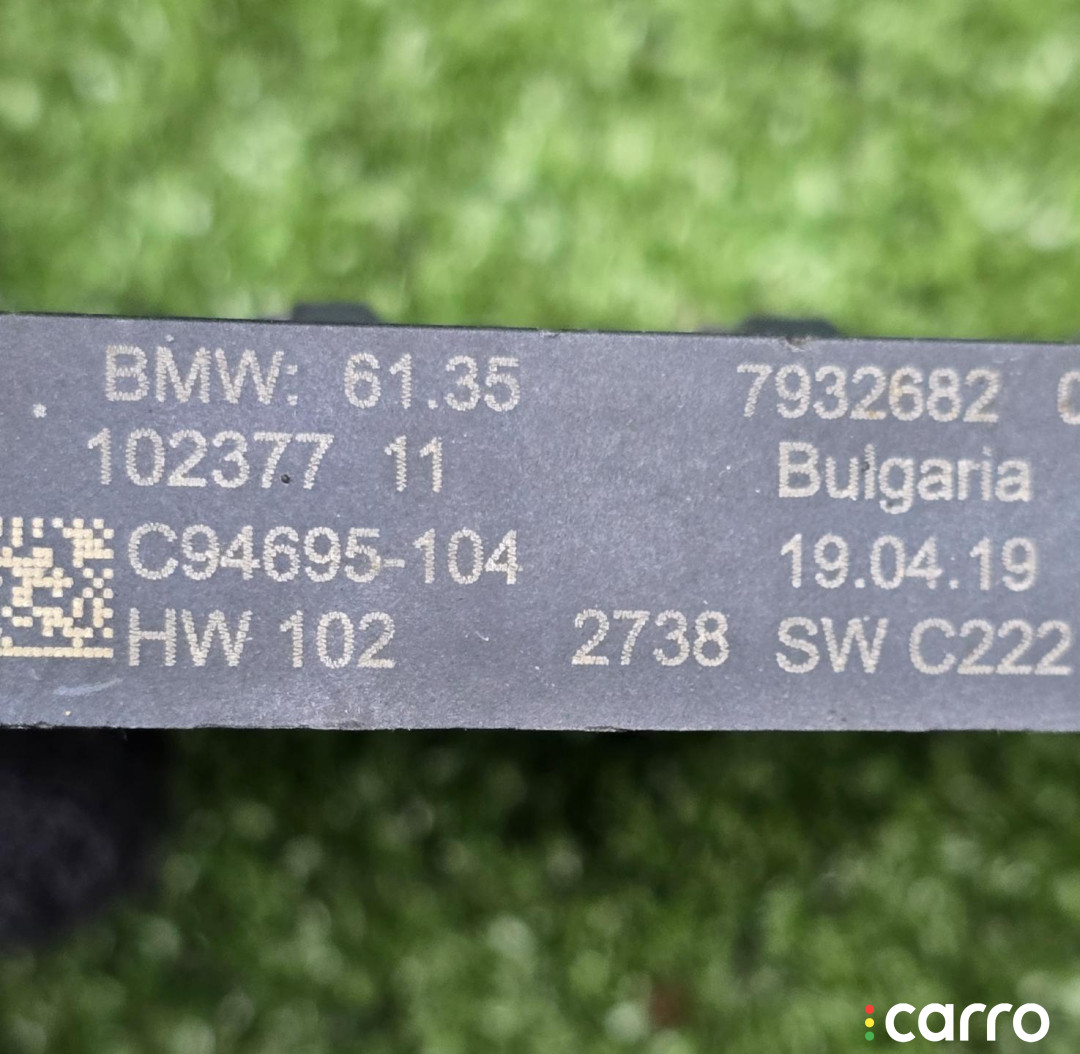 BMW: 61.35 7932682
102377 11 Bulgaria
C94695-104 19.04.19
HW 102 2738 SW C222
carro